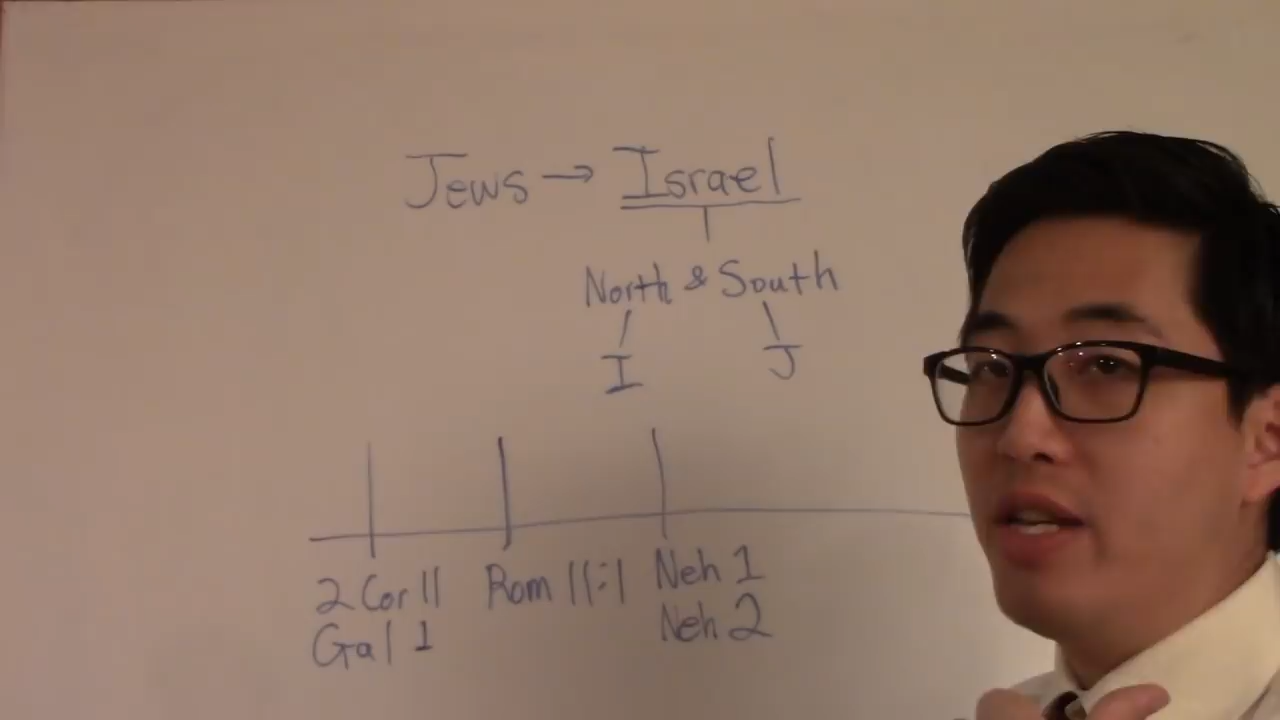 Jews → Israel
North & South
I J
2 Cor 11 Rom 11:1 Neh 1
Gal 1 Neh 2